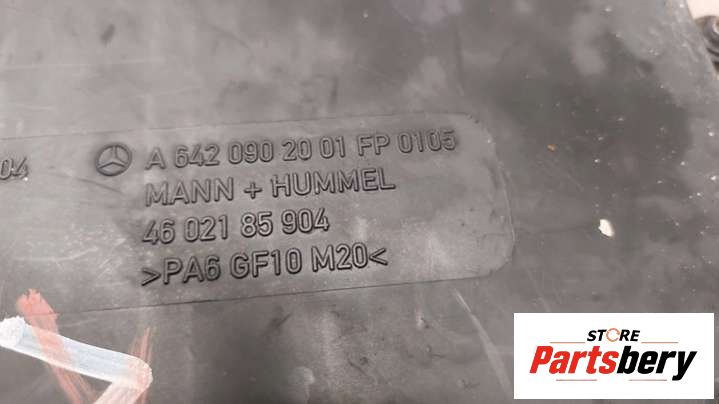 04
A 642 090 20 01 FP 0105
MANN + HUMMEL
46 021 85 904
>PA6 GF10 M20<
STORE
Partsbery